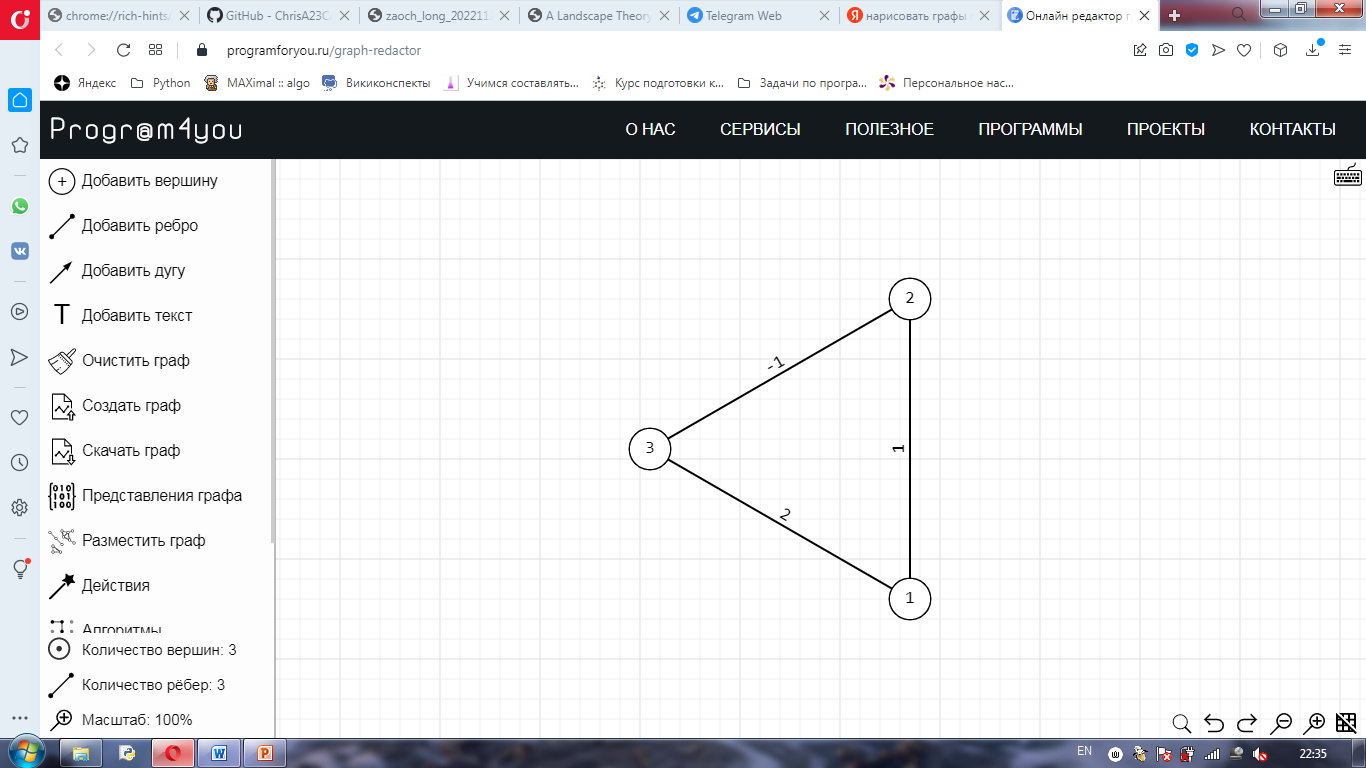 chrome://rich-hints/
GitHub - ChrisA23C
zaoch_long_202211
A Landscape Theory
Telegram Web
нарисовать графы
Онлайн редактор г
programforyou.ru/graph-redactor
Яндекс
Python
MAXimal :: algo
Викиконспекты
Учимся составлять...
Курс подготовки к...
Задачи по програ...
Персональное нас...
Progr@m4you
О НАС
СЕРВИСЫ
ПОЛЕЗНОЕ
ПРОГРАММЫ
ПРОЕКТЫ
КОНТАКТЫ
Добавить вершину
Добавить ребро
Добавить дугу
Добавить текст
Очистить граф
Создать граф
Скачать граф
Представления графа
Разместить граф
Действия
Алгоритмы
Количество вершин: 3
Количество рёбер: 3
Масштаб: 100%
2
-1
3
1
2
1
EN
22:35